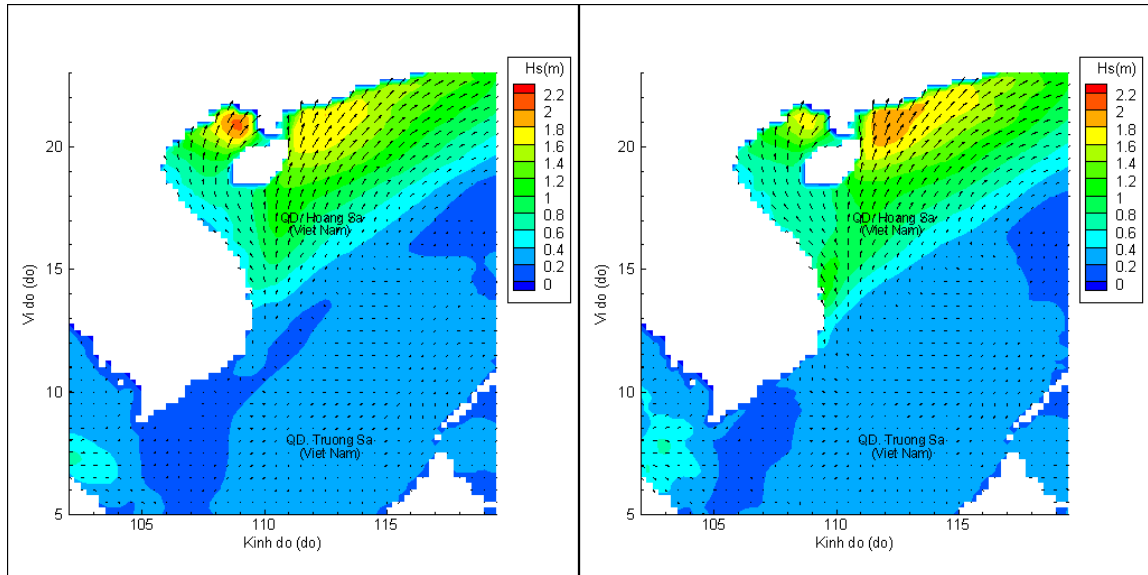 Hs(m)
2.2
2
1.8
1.6
1.4
1.2
1
0.8
0.6
0.4
0.2
0
20
15
10
5
Vi do (do)
QD. Hoang Sa
(Viet Nam)
QD. Truong Sa
(Viet Nam)
105
110
115
Kinh do (do)
Hs(m)
2.2
2
1.8
1.6
1.4
1.2
1
0.8
0.6
0.4
0.2
0
20
15
10
5
Vi do (do)
QD. Hoang Sa
(Viet Nam)
QD. Truong Sa
(Viet Nam)
105
110
115
Kinh do (do)